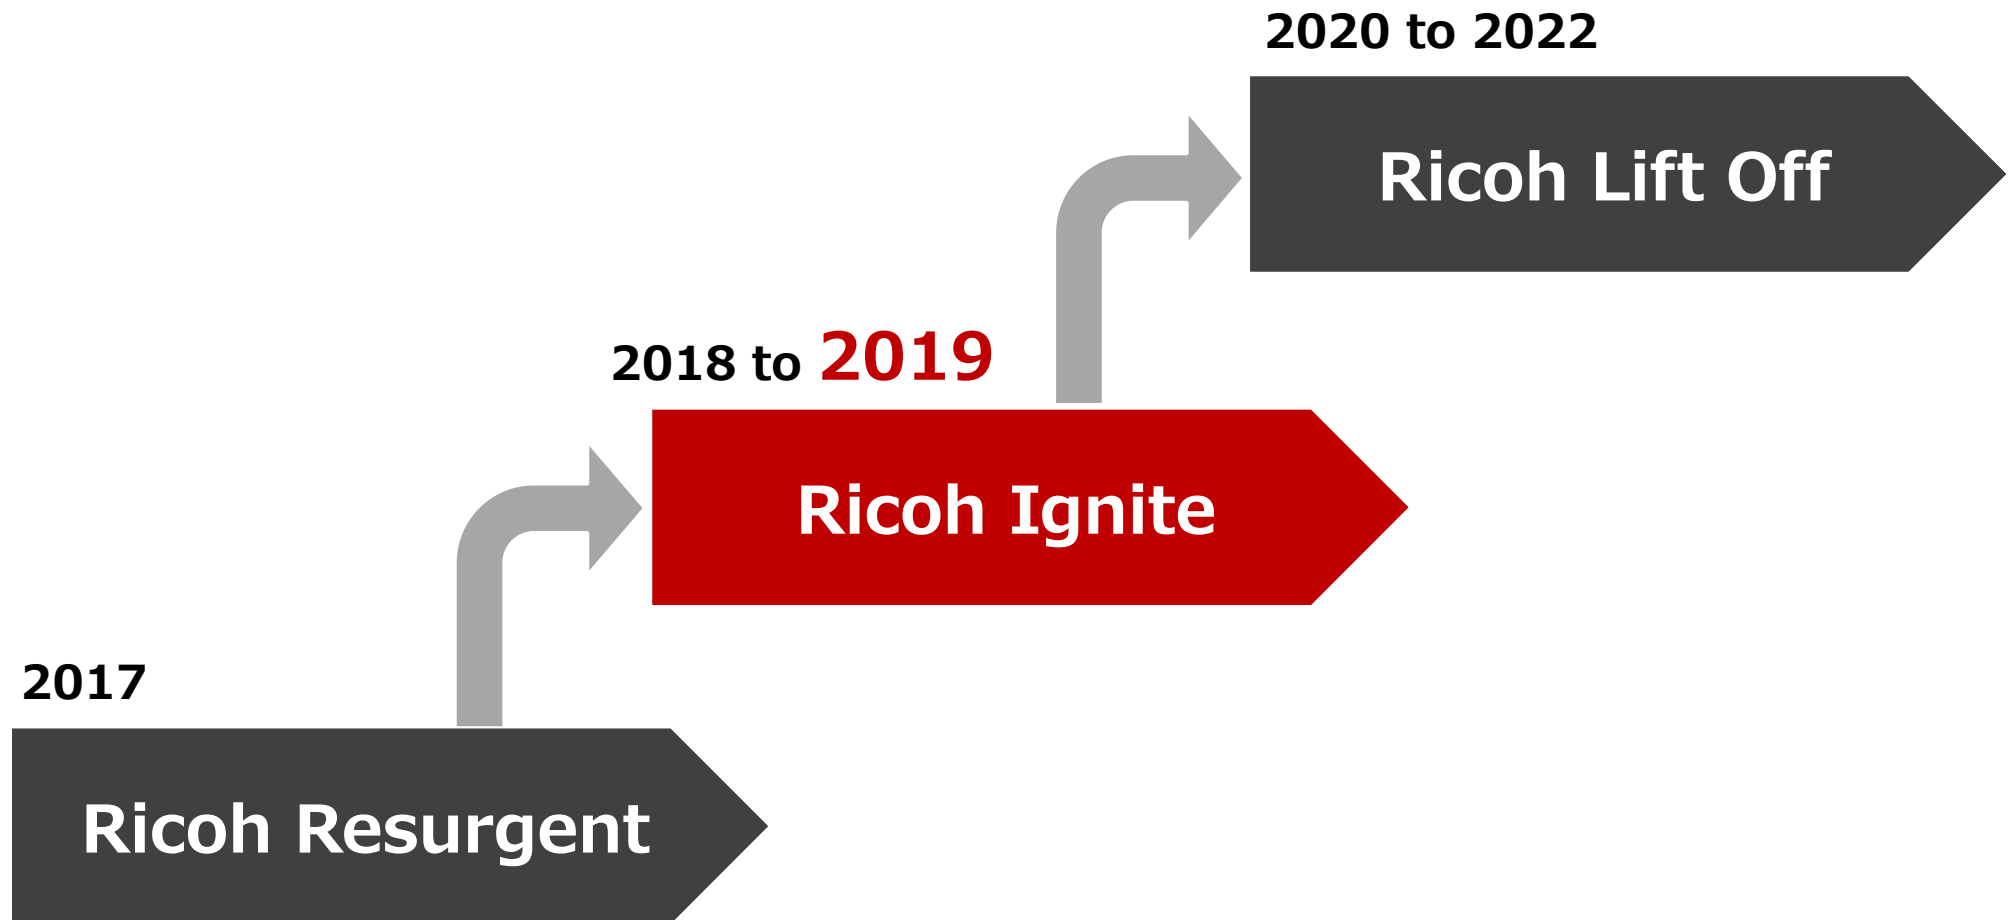 2020 to 2022
Ricoh Lift Off
2018 to 2019
Ricoh Ignite
2017
Ricoh Resurgent